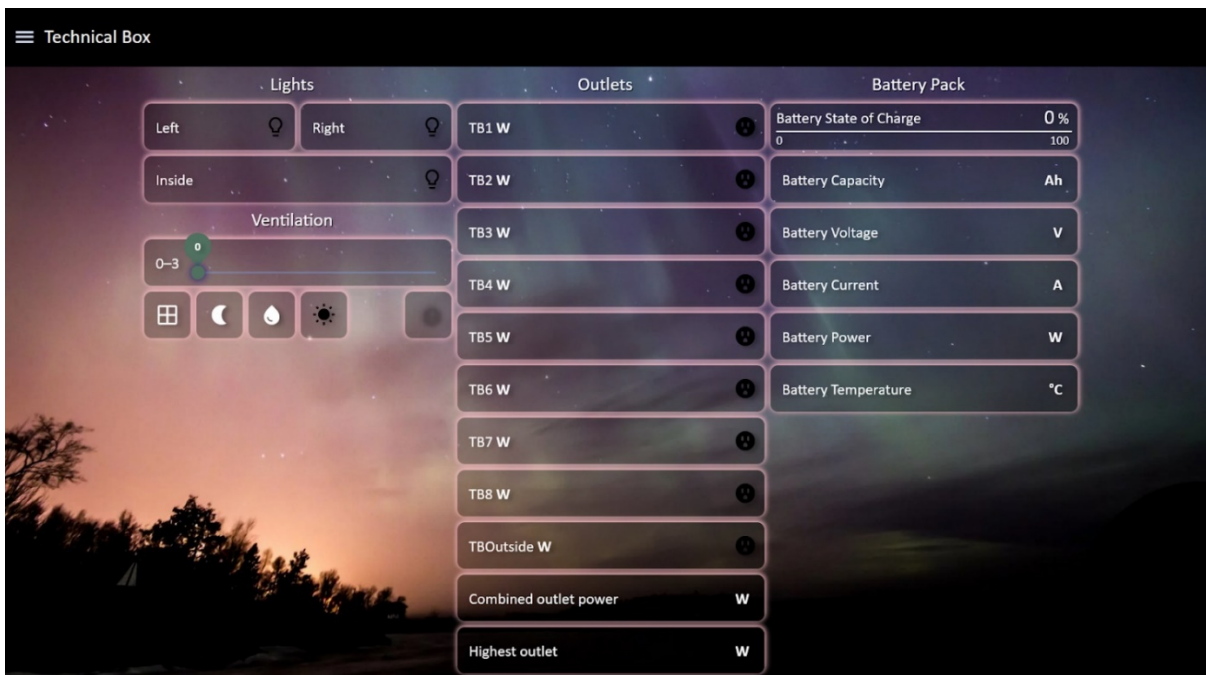 Technical Box
Lights
Left
Right
Inside
Ventilation
0
0–3
Outlets
TB1 W
TB2 W
TB3 W
TB4 W
TB5 W
TB6 W
TB7 W
TB8 W
TBOutside W
Combined outlet power W
Highest outlet W
Battery Pack
Battery State of Charge 0 %
0 100
Battery Capacity Ah
Battery Voltage V
Battery Current A
Battery Power W
Battery Temperature °C